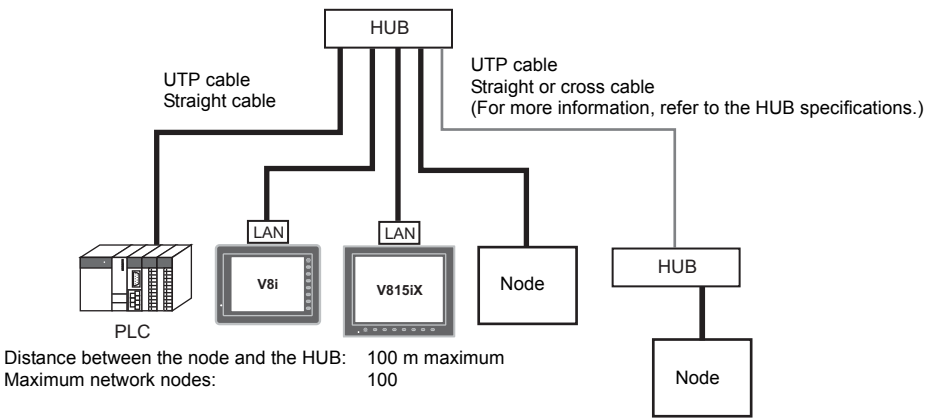 HUB
UTP cable
Straight cable
UTP cable
Straight or cross cable
(For more information, refer to the HUB specifications.)
LAN
LAN
V8i
V815iX
Node
HUB
PLC
Distance between the node and the HUB: 100 m maximum
Maximum network nodes: 100
Node